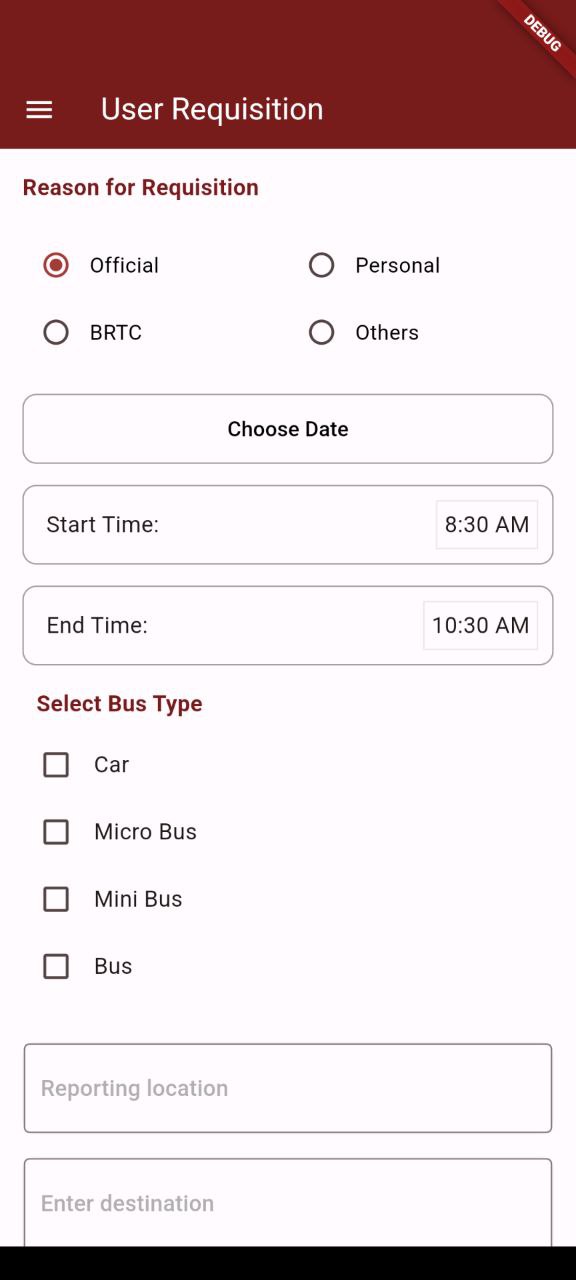 DEBUG
User Requisition
Reason for Requisition
Official Personal
BRTC Others
Choose Date
Start Time: 8:30 AM
End Time: 10:30 AM
Select Bus Type
Car
Micro Bus
Mini Bus
Bus
Reporting location
Enter destination